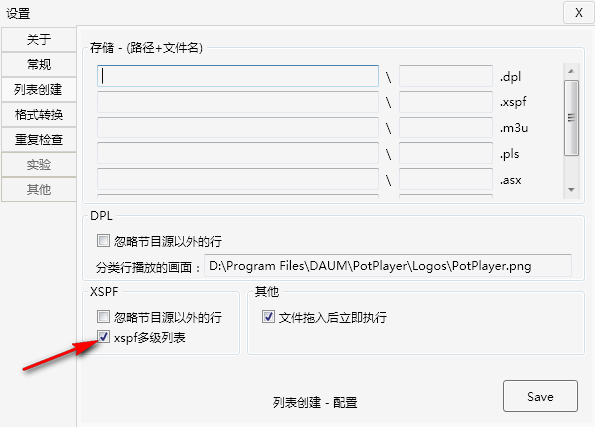 设置
X
关于
常规
列表创建
格式转换
重复检查
实验
其他
存储 - (路径+文件名)
\ .dpl
\ .xspf
\ .m3u
\ .pls
\ .asx
DPL
忽略节目源以外的行
分类行播放的画面： D:\Program Files\DAUM\PotPlayer\Logos\PotPlayer.png
XSPF
忽略节目源以外的行
xspf多级列表
其他
文件拖入后立即执行
列表创建 - 配置
Save